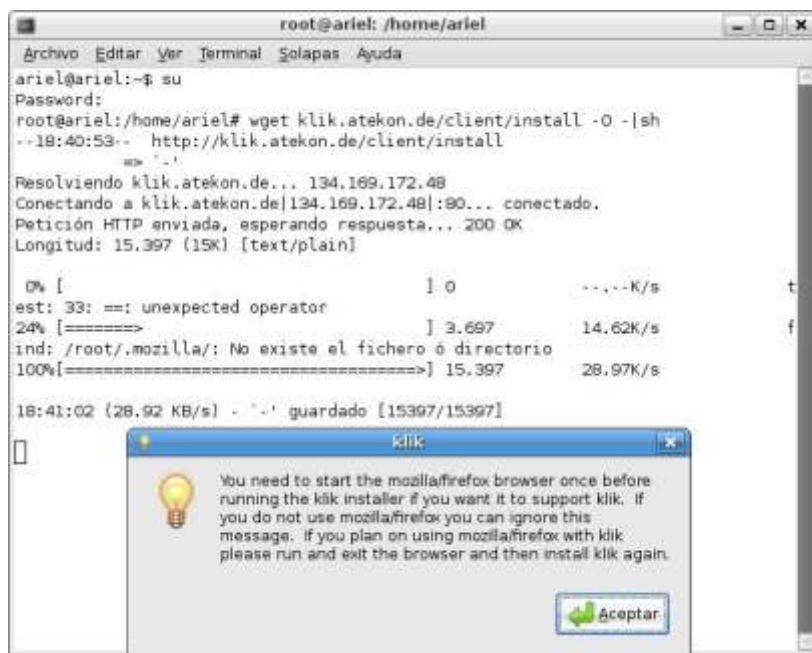 root@ariel: /home/ariel
Archivo Editar Ver Terminal Solapas Ayuda
ariel@ariel:~$ su
Password:
root@ariel:/home/ariel# wget klik.atekon.de/client/install -O -|sh
--18:40:53--  http://klik.atekon.de/client/install
           => `-'
Resolviendo klik.atekon.de... 134.169.172.48
Conectando a klik.atekon.de|134.169.172.48|:80... conectado.
Petición HTTP enviada, esperando respuesta... 200 OK
Longitud: 15.397 (15K) [text/plain]
0% [                                     ] 0             --.--K/s             t
est: 33: ==: unexpected operator
24% [=======>                             ] 3.697         14.62K/s             f
ind: /root/.mozilla/: No existe el fichero ó directorio
100%[====================================>] 15.397        28.97K/s
18:41:02 (28.92 KB/s) - `-' guardado [15397/15397]
klik
You need to start the mozilla/firefox browser once before
running the klik installer if you want it to support klik. If
you do not use mozilla/firefox you can ignore this
message. If you plan on using mozilla/firefox with klik
please run and exit the browser and then install klik again.
Aceptar